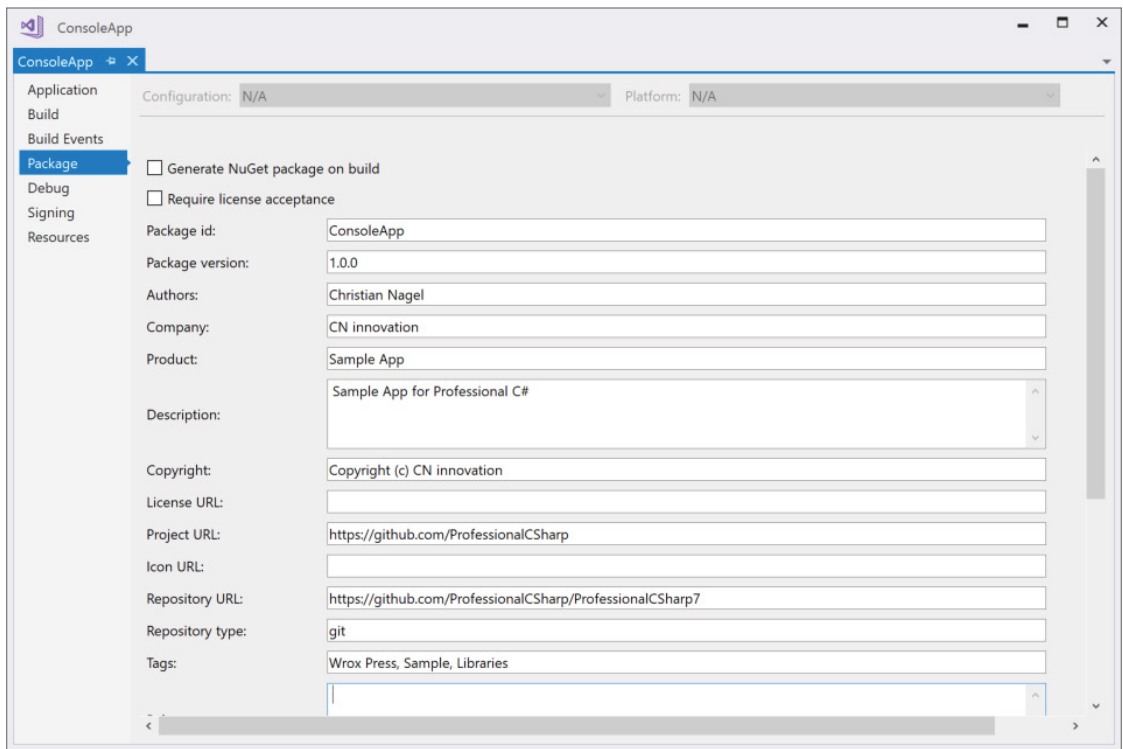 ConsoleApp
ConsoleApp
Application
Build
Build Events
Package
Debug
Signing
Resources
Configuration: N/A Platform: N/A
Generate NuGet package on build
Require license acceptance
Package id: ConsoleApp
Package version: 1.0.0
Authors: Christian Nagel
Company: CN innovation
Product: Sample App
Description: Sample App for Professional C#
Copyright: Copyright (c) CN innovation
License URL:
Project URL: https://github.com/ProfessionalCSharp
Icon URL:
Repository URL: https://github.com/ProfessionalCSharp/ProfessionalCSharp7
Repository type: git
Tags: Wrox Press, Sample, Libraries